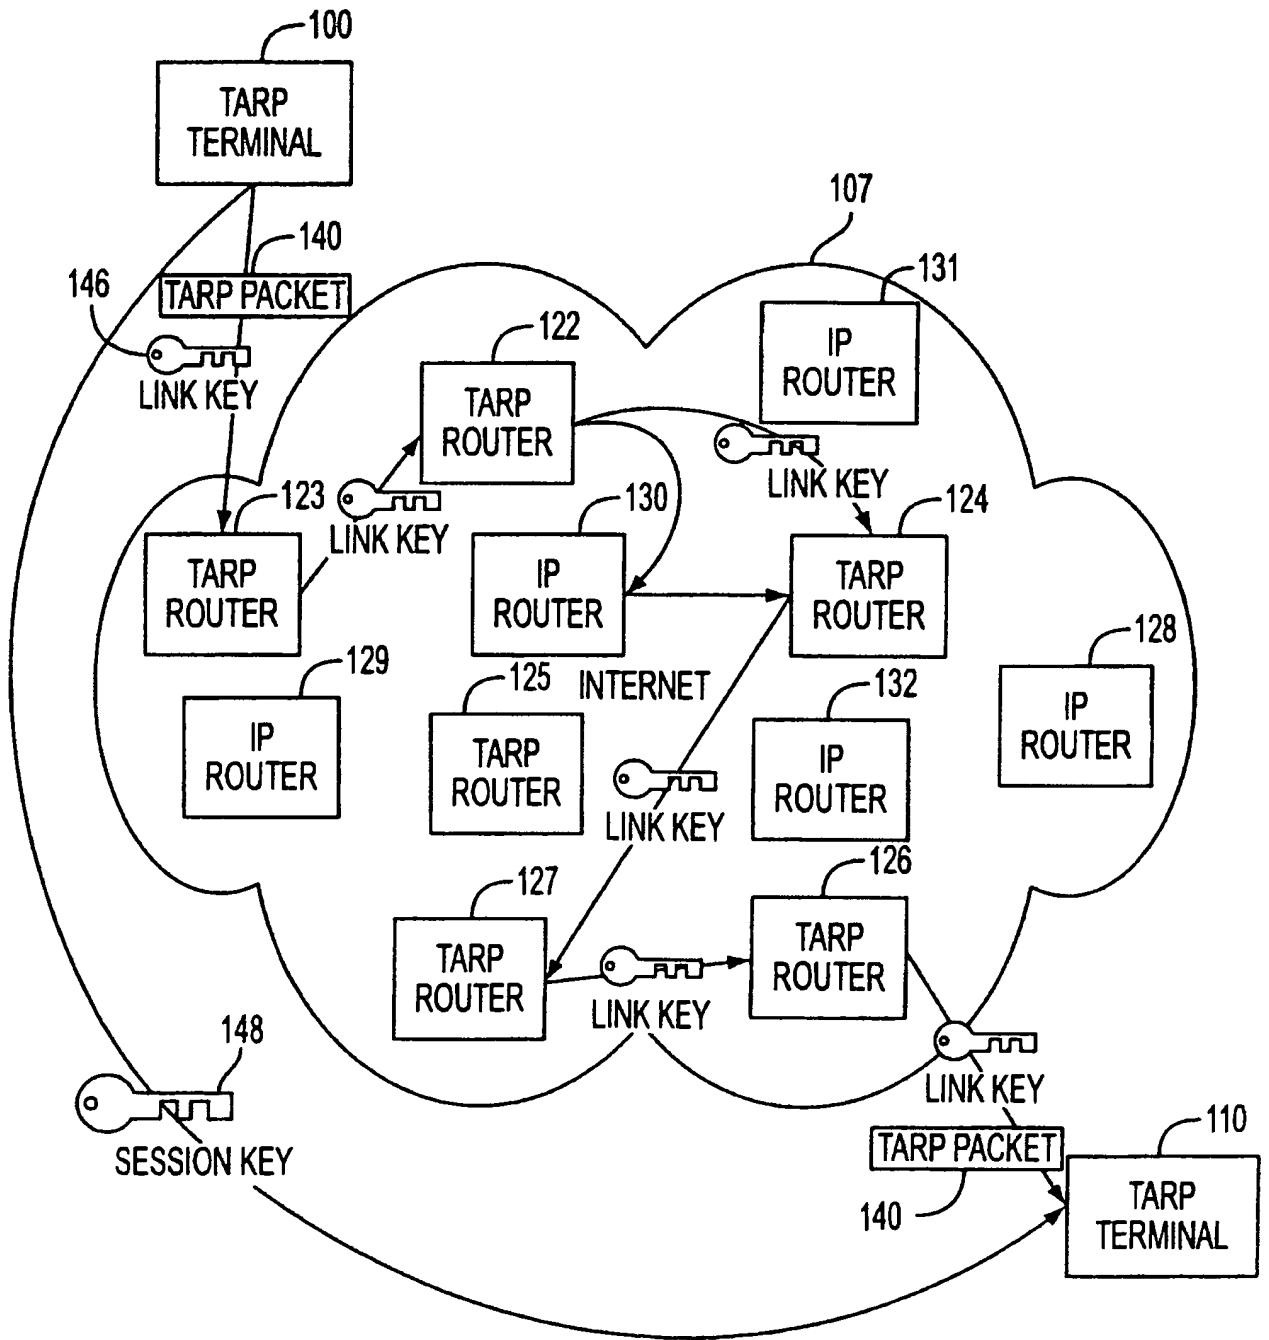 100
TARP
TERMINAL
107
140
131
TARP PACKET
146
122
IP
ROUTER
LINK KEY
TARP
ROUTER
LINK KEY
123
130
124
LINK KEY
TARP
ROUTER
IP
ROUTER
TARP
ROUTER
128
129
125
INTERNET
132
IP
ROUTER
IP
ROUTER
TARP
ROUTER
IP
ROUTER
LINK KEY
127
126
TARP
ROUTER
TARP
ROUTER
LINK KEY
148
LINK KEY
SESSION KEY
TARP PACKET
110
140
TARP
TERMINAL